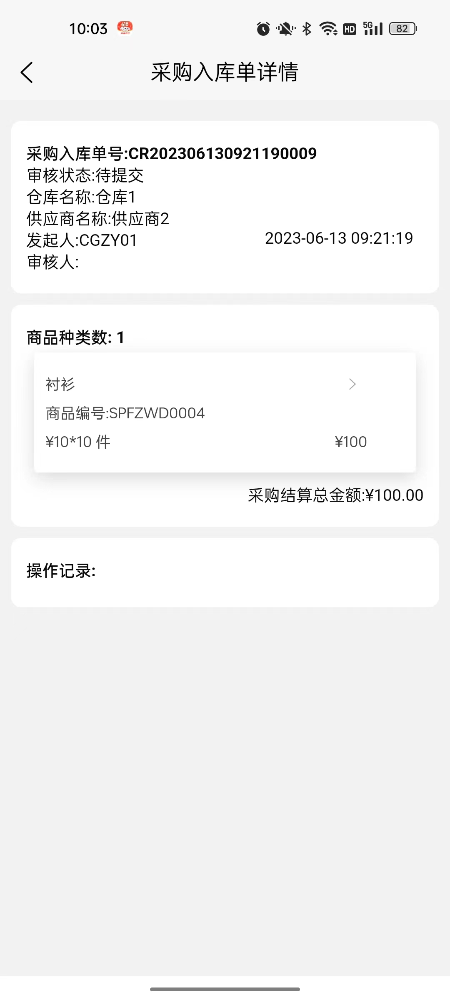 10:03
618
HD
5G
82
采购入库单详情
采购入库单号:CR202306130921190009
审核状态:待提交
仓库名称:仓库1
供应商名称:供应商2
发起人:CGZY01
2023-06-13 09:21:19
审核人:
商品种类数: 1
衬衫
商品编号:SPFZWD0004
¥10*10 件
¥100
采购结算总金额:¥100.00
操作记录: